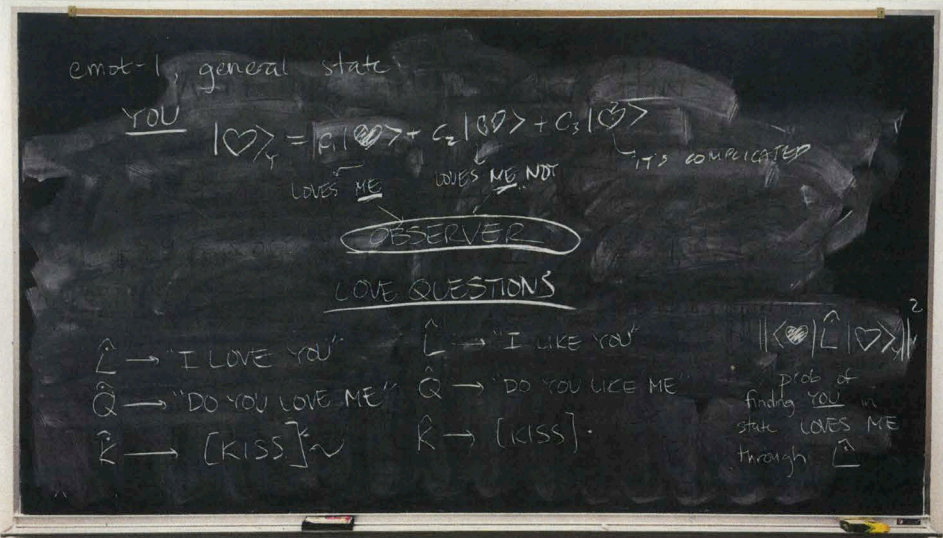 emot-1, general state
YOU
|♡⟩ = c₁|♥⟩ + c₂|♡⟩ + c₃|♡⟩
LOVES ME
LOVES ME NOT
IT'S COMPLICATED
OBSERVER
LOVE QUESTIONS
L̂ → "I LOVE YOU"
Q̂ → "DO YOU LOVE ME"
K̂ → [KISS]~
L̂ → "I LIKE YOU"
Q̂ → "DO YOU LIKE ME"
K̂ → [KISS].
||⟨♥|L̂|♡⟩||²
prob of
finding YOU in
state LOVES ME
through L̂